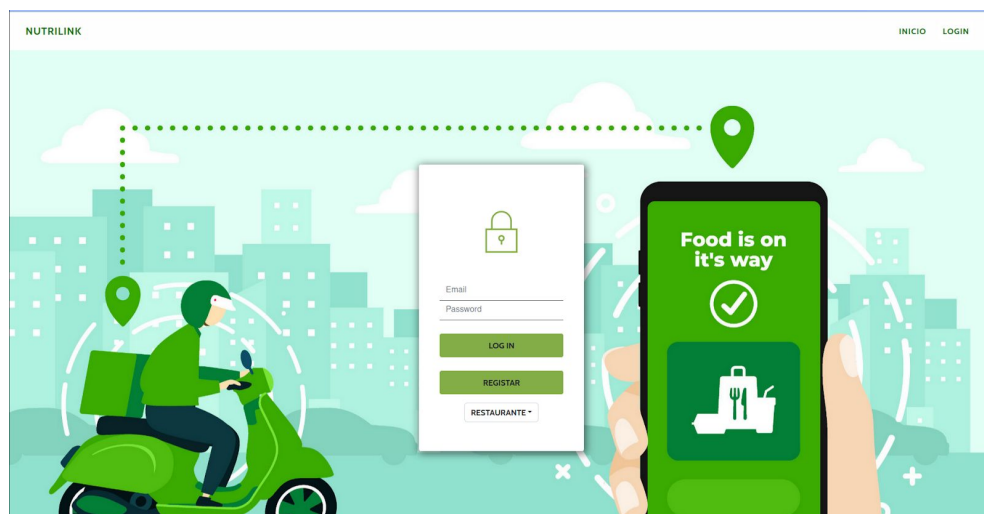 NUTRILINK
INICIO LOGIN
Food is on
it's way
Email
Password
LOG IN
REGISTAR
RESTAURANTE